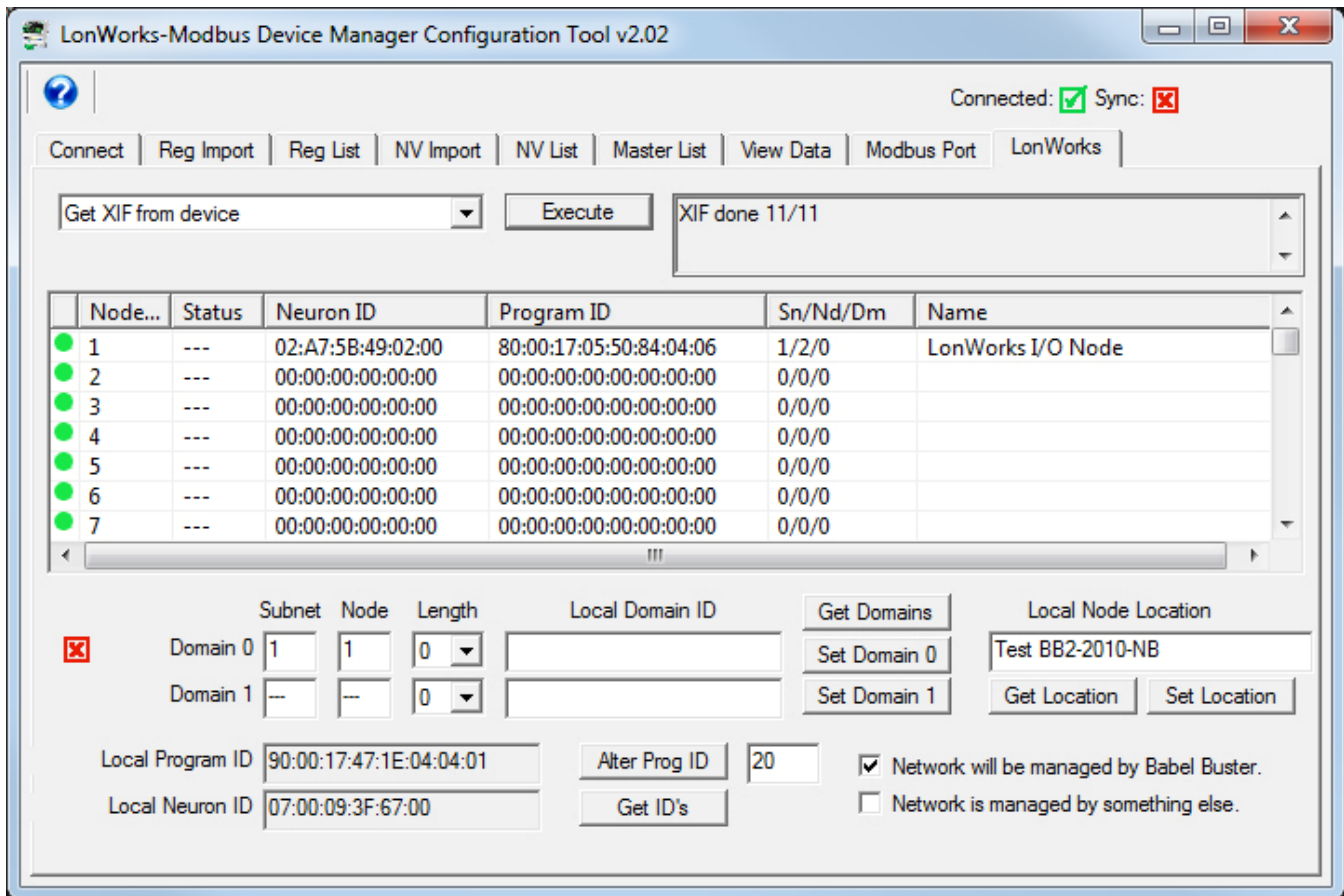 LonWorks-Modbus Device Manager Configuration Tool v2.02
Connected: Sync:
Connect Reg Import Reg List NV Import NV List Master List View Data Modbus Port LonWorks
Get XIF from device Execute XIF done 11/11
Node... Status Neuron ID Program ID Sn/Nd/Dm Name
1 --- 02:A7:5B:49:02:00 80:00:17:05:50:84:04:06 1/2/0 LonWorks I/O Node
2 --- 00:00:00:00:00:00 00:00:00:00:00:00:00:00 0/0/0
3 --- 00:00:00:00:00:00 00:00:00:00:00:00:00:00 0/0/0
4 --- 00:00:00:00:00:00 00:00:00:00:00:00:00:00 0/0/0
5 --- 00:00:00:00:00:00 00:00:00:00:00:00:00:00 0/0/0
6 --- 00:00:00:00:00:00 00:00:00:00:00:00:00:00 0/0/0
7 --- 00:00:00:00:00:00 00:00:00:00:00:00:00:00 0/0/0
Subnet Node Length Local Domain ID Get Domains Local Node Location
Domain 0 1 1 0 Set Domain 0 Test BB2-2010-NB
Domain 1 --- --- 0 Set Domain 1 Get Location Set Location
Local Program ID 90:00:17:47:1E:04:04:01 Alter Prog ID 20 Network will be managed by Babel Buster.
Local Neuron ID 07:00:09:3F:67:00 Get ID's Network is managed by something else.